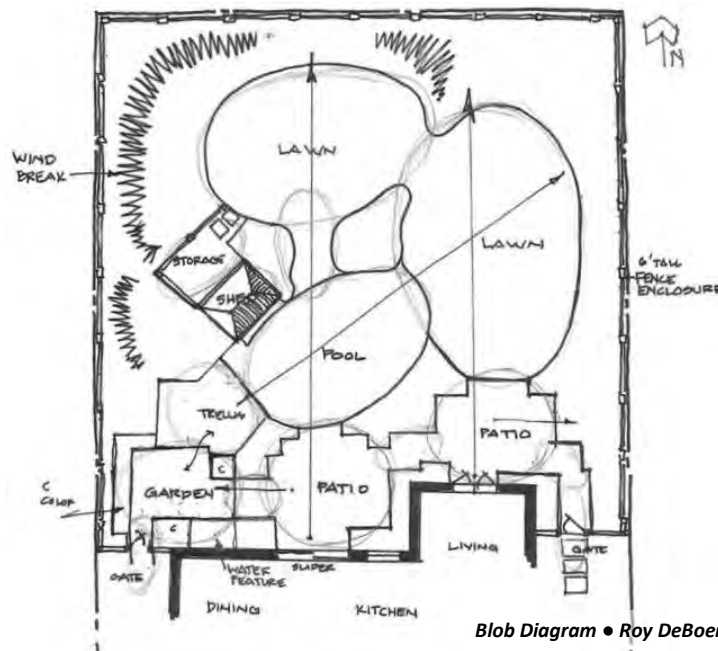 N
LAWN
WIND
BREAK
LAWN
STORAGE
SHED
6' TALL
FENCE
ENCLOSURE
POOL
TRELLIS
PATIO
C
C
COLOR
GARDEN
PATIO
C
LIVING
GATE
GATE
WATER
FEATURE
SLIDER
DINING
KITCHEN
Blob Diagram ● Roy DeBoer